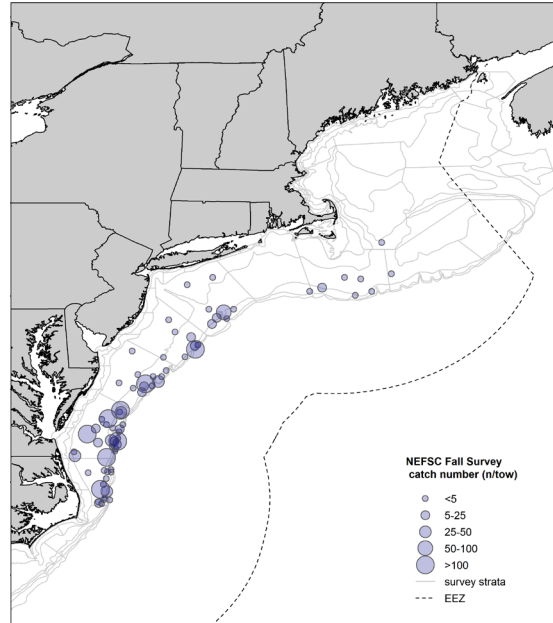 NEFSC Fall Survey
catch number (n/tow)
<5
5-25
25-50
50-100
>100
survey strata
EEZ